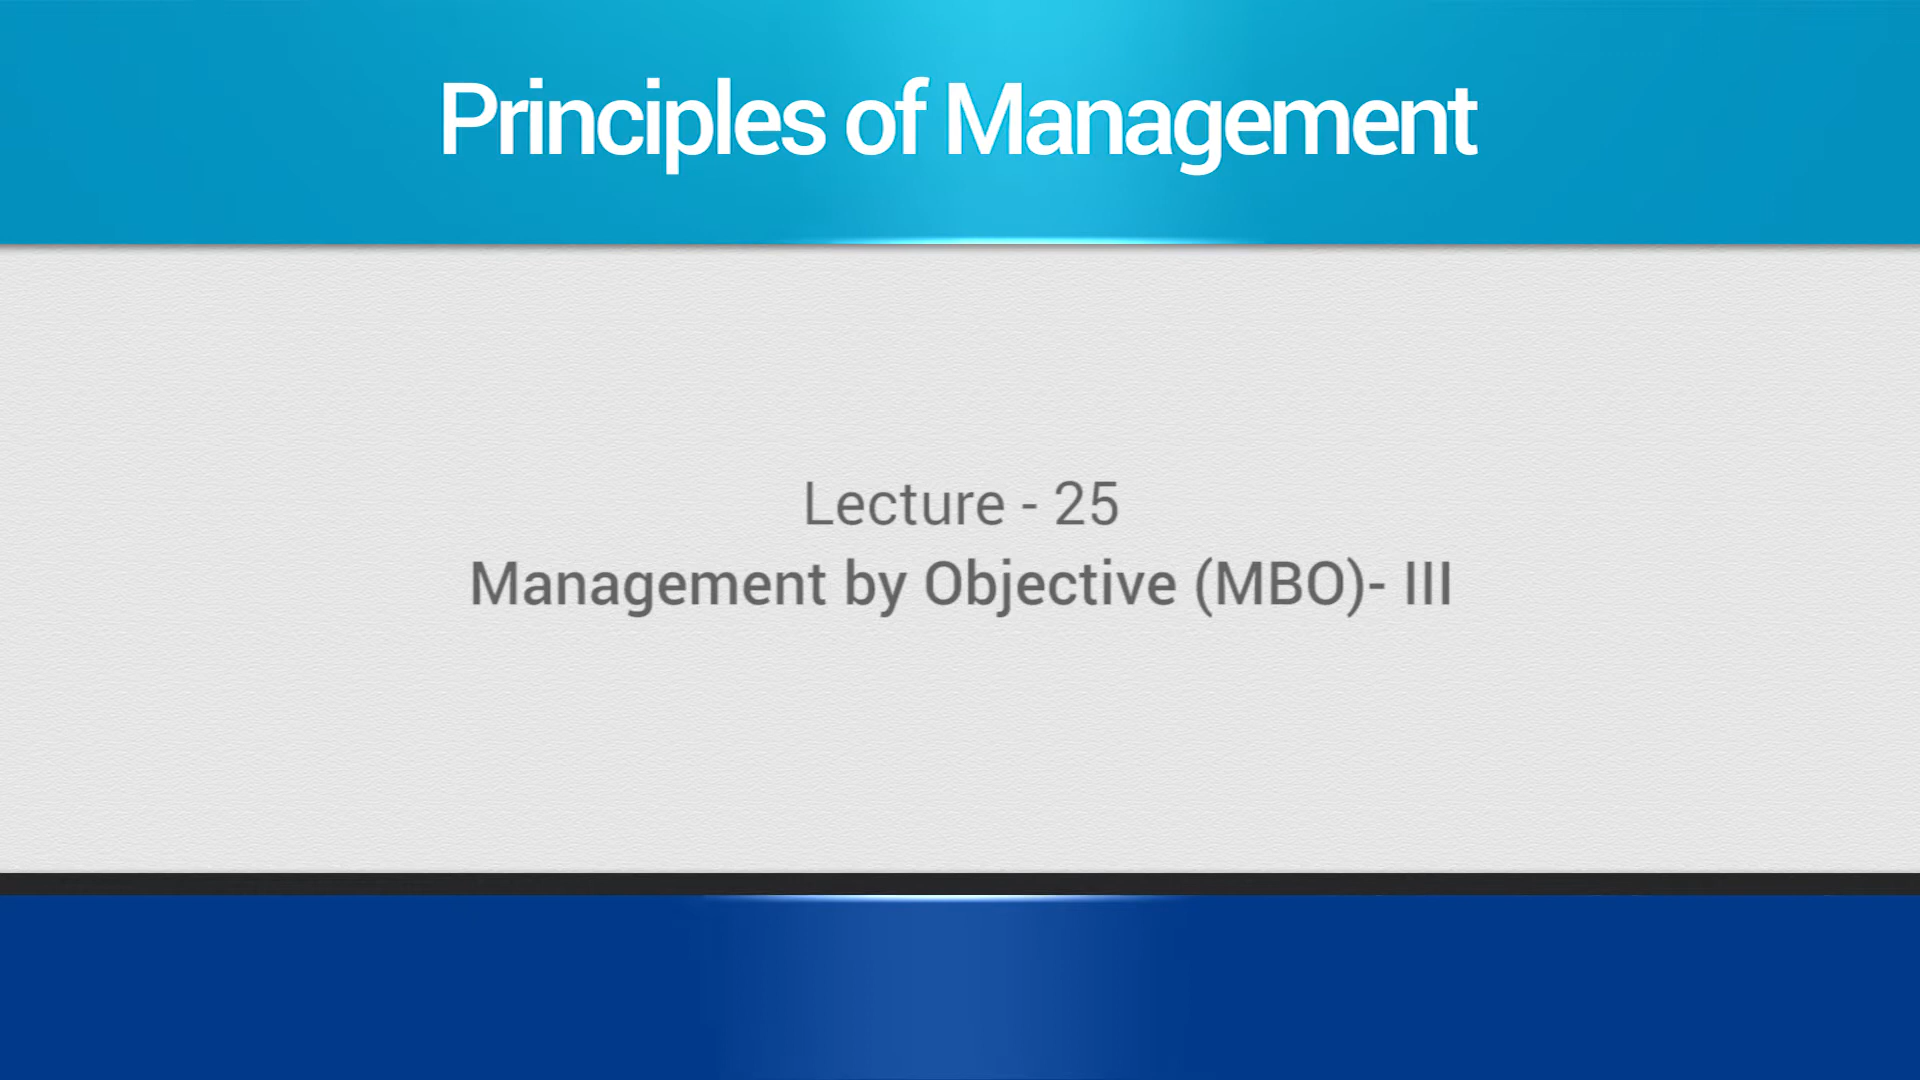 Principles of Management
Lecture - 25
Management by Objective (MBO)- III